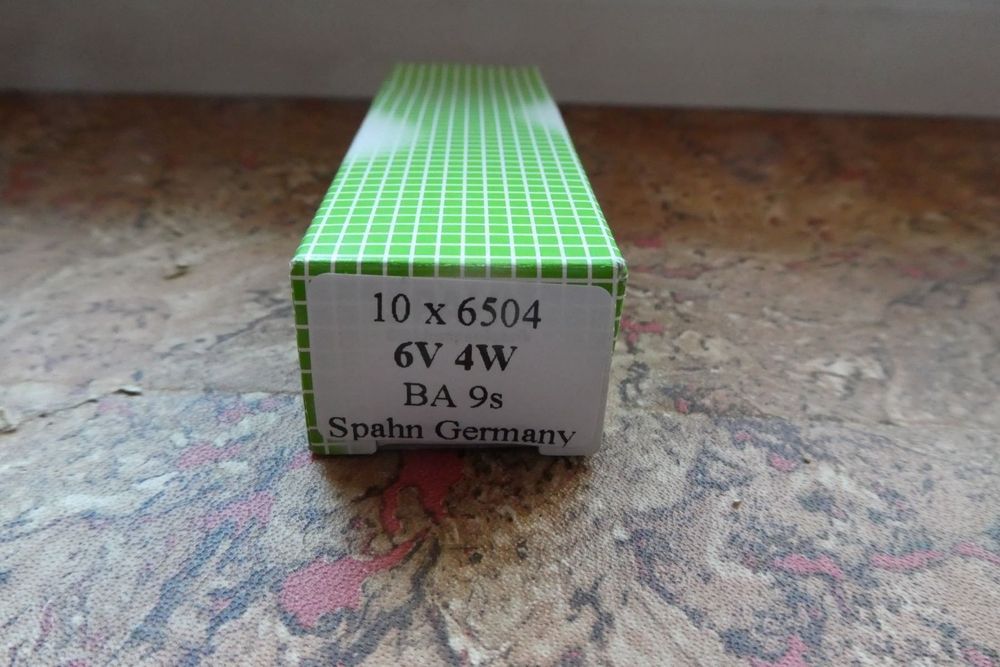 10 x 6504
6V 4W
BA 9s
Spahn Germany